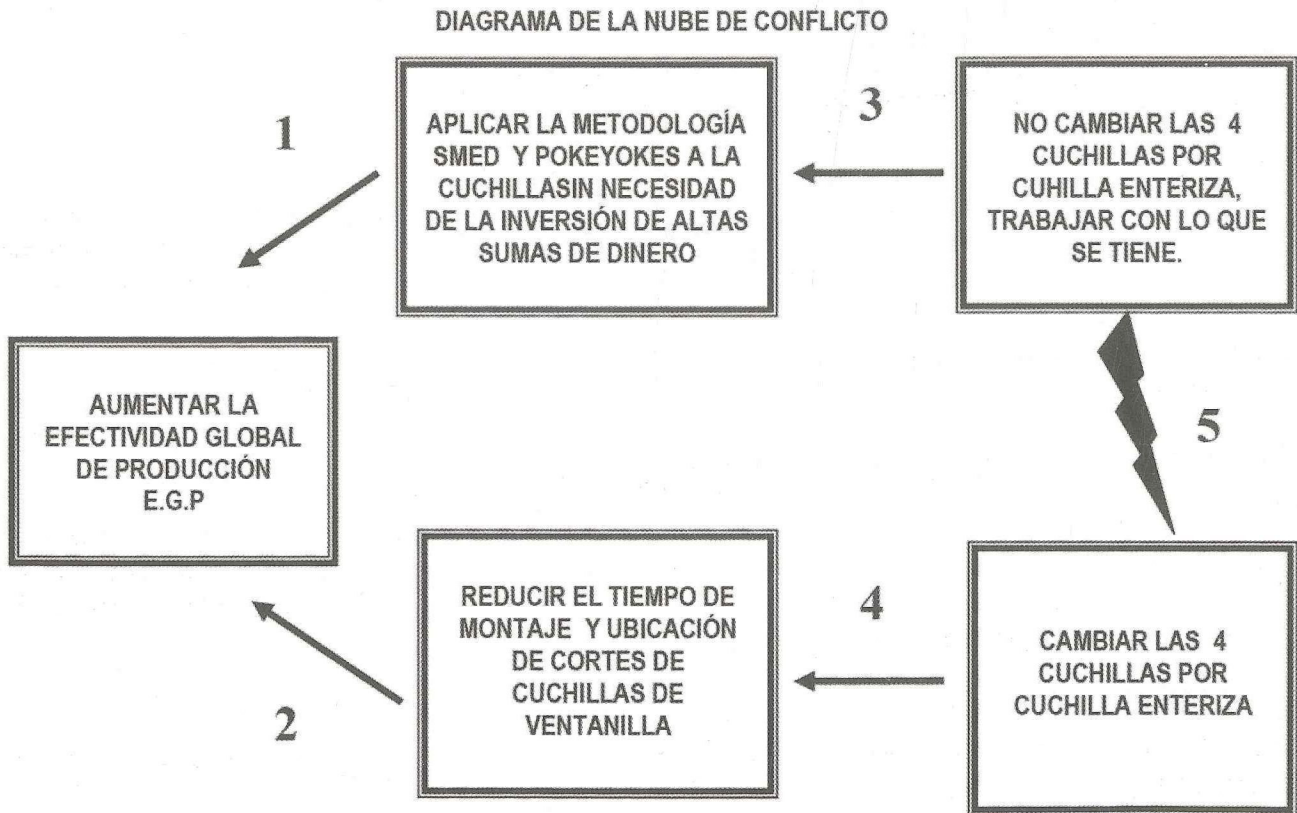 DIAGRAMA DE LA NUBE DE CONFLICTO
1
APLICAR LA METODOLOGÍA
SMED Y POKEYOKES A LA
CUCHILLASIN NECESIDAD
DE LA INVERSIÓN DE ALTAS
SUMAS DE DINERO
3
NO CAMBIAR LAS 4
CUCHILLAS POR
CUHILLA ENTERIZA,
TRABAJAR CON LO QUE
SE TIENE.
AUMENTAR LA
EFECTIVIDAD GLOBAL
DE PRODUCCIÓN
E.G.P
5
2
REDUCIR EL TIEMPO DE
MONTAJE Y UBICACIÓN
DE CORTES DE
CUCHILLAS DE
VENTANILLA
4
CAMBIAR LAS 4
CUCHILLAS POR
CUCHILLA ENTERIZA